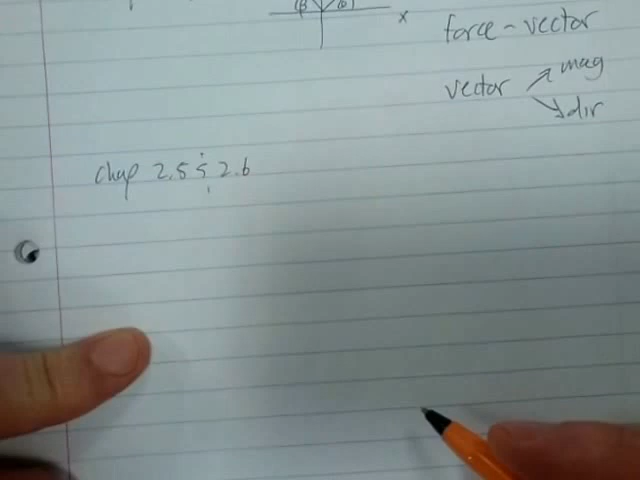 x
force - vector
vector ↗ mag
↘ dir
chap 2.5 & 2.6